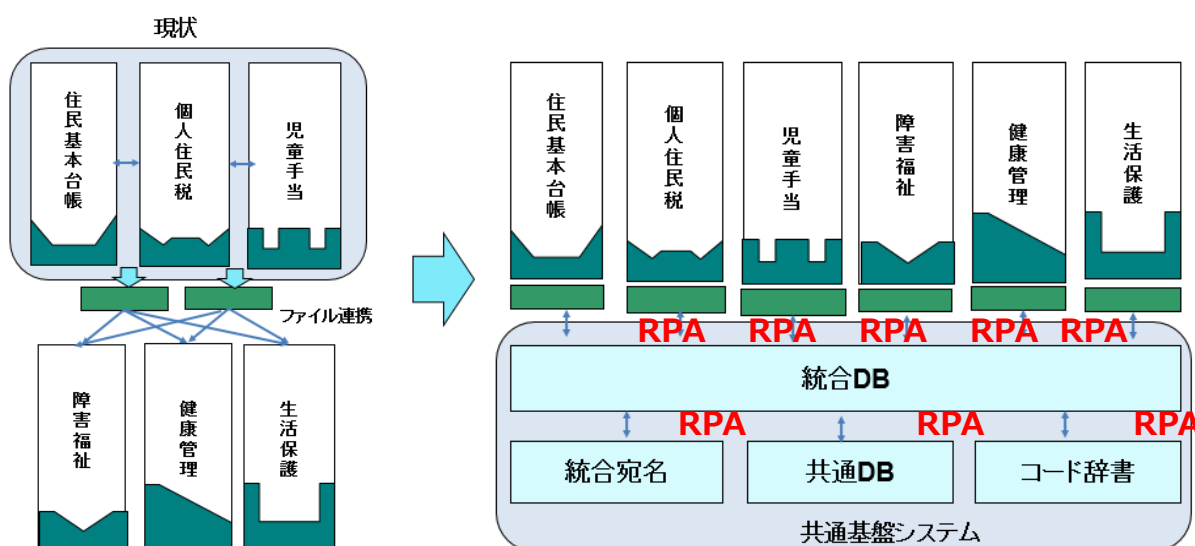 現状
住民基本台帳
個人住民税
児童手当
ファイル連携
障害福祉
健康管理
生活保護
住民基本台帳
個人住民税
児童手当
障害福祉
健康管理
生活保護
RPA
RPA
RPA
RPA
RPA
統合DB
RPA
RPA
RPA
統合宛名
共通DB
コード辞書
共通基盤システム